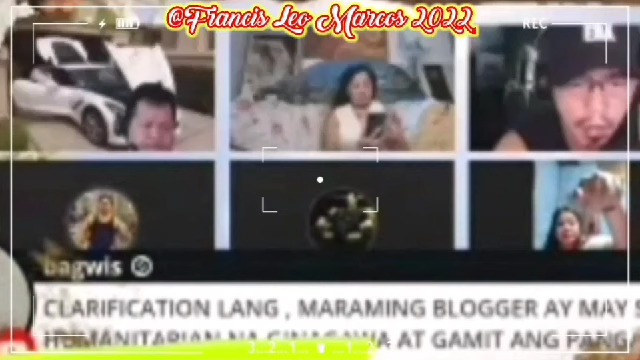 @Francis Leo Marcos 2022
REC
bagwis
CLARIFICATION LANG , MARAMING BLOGGER AY MAY
HUMANITARIAN NA GINAGAWA AT GAMIT ANG